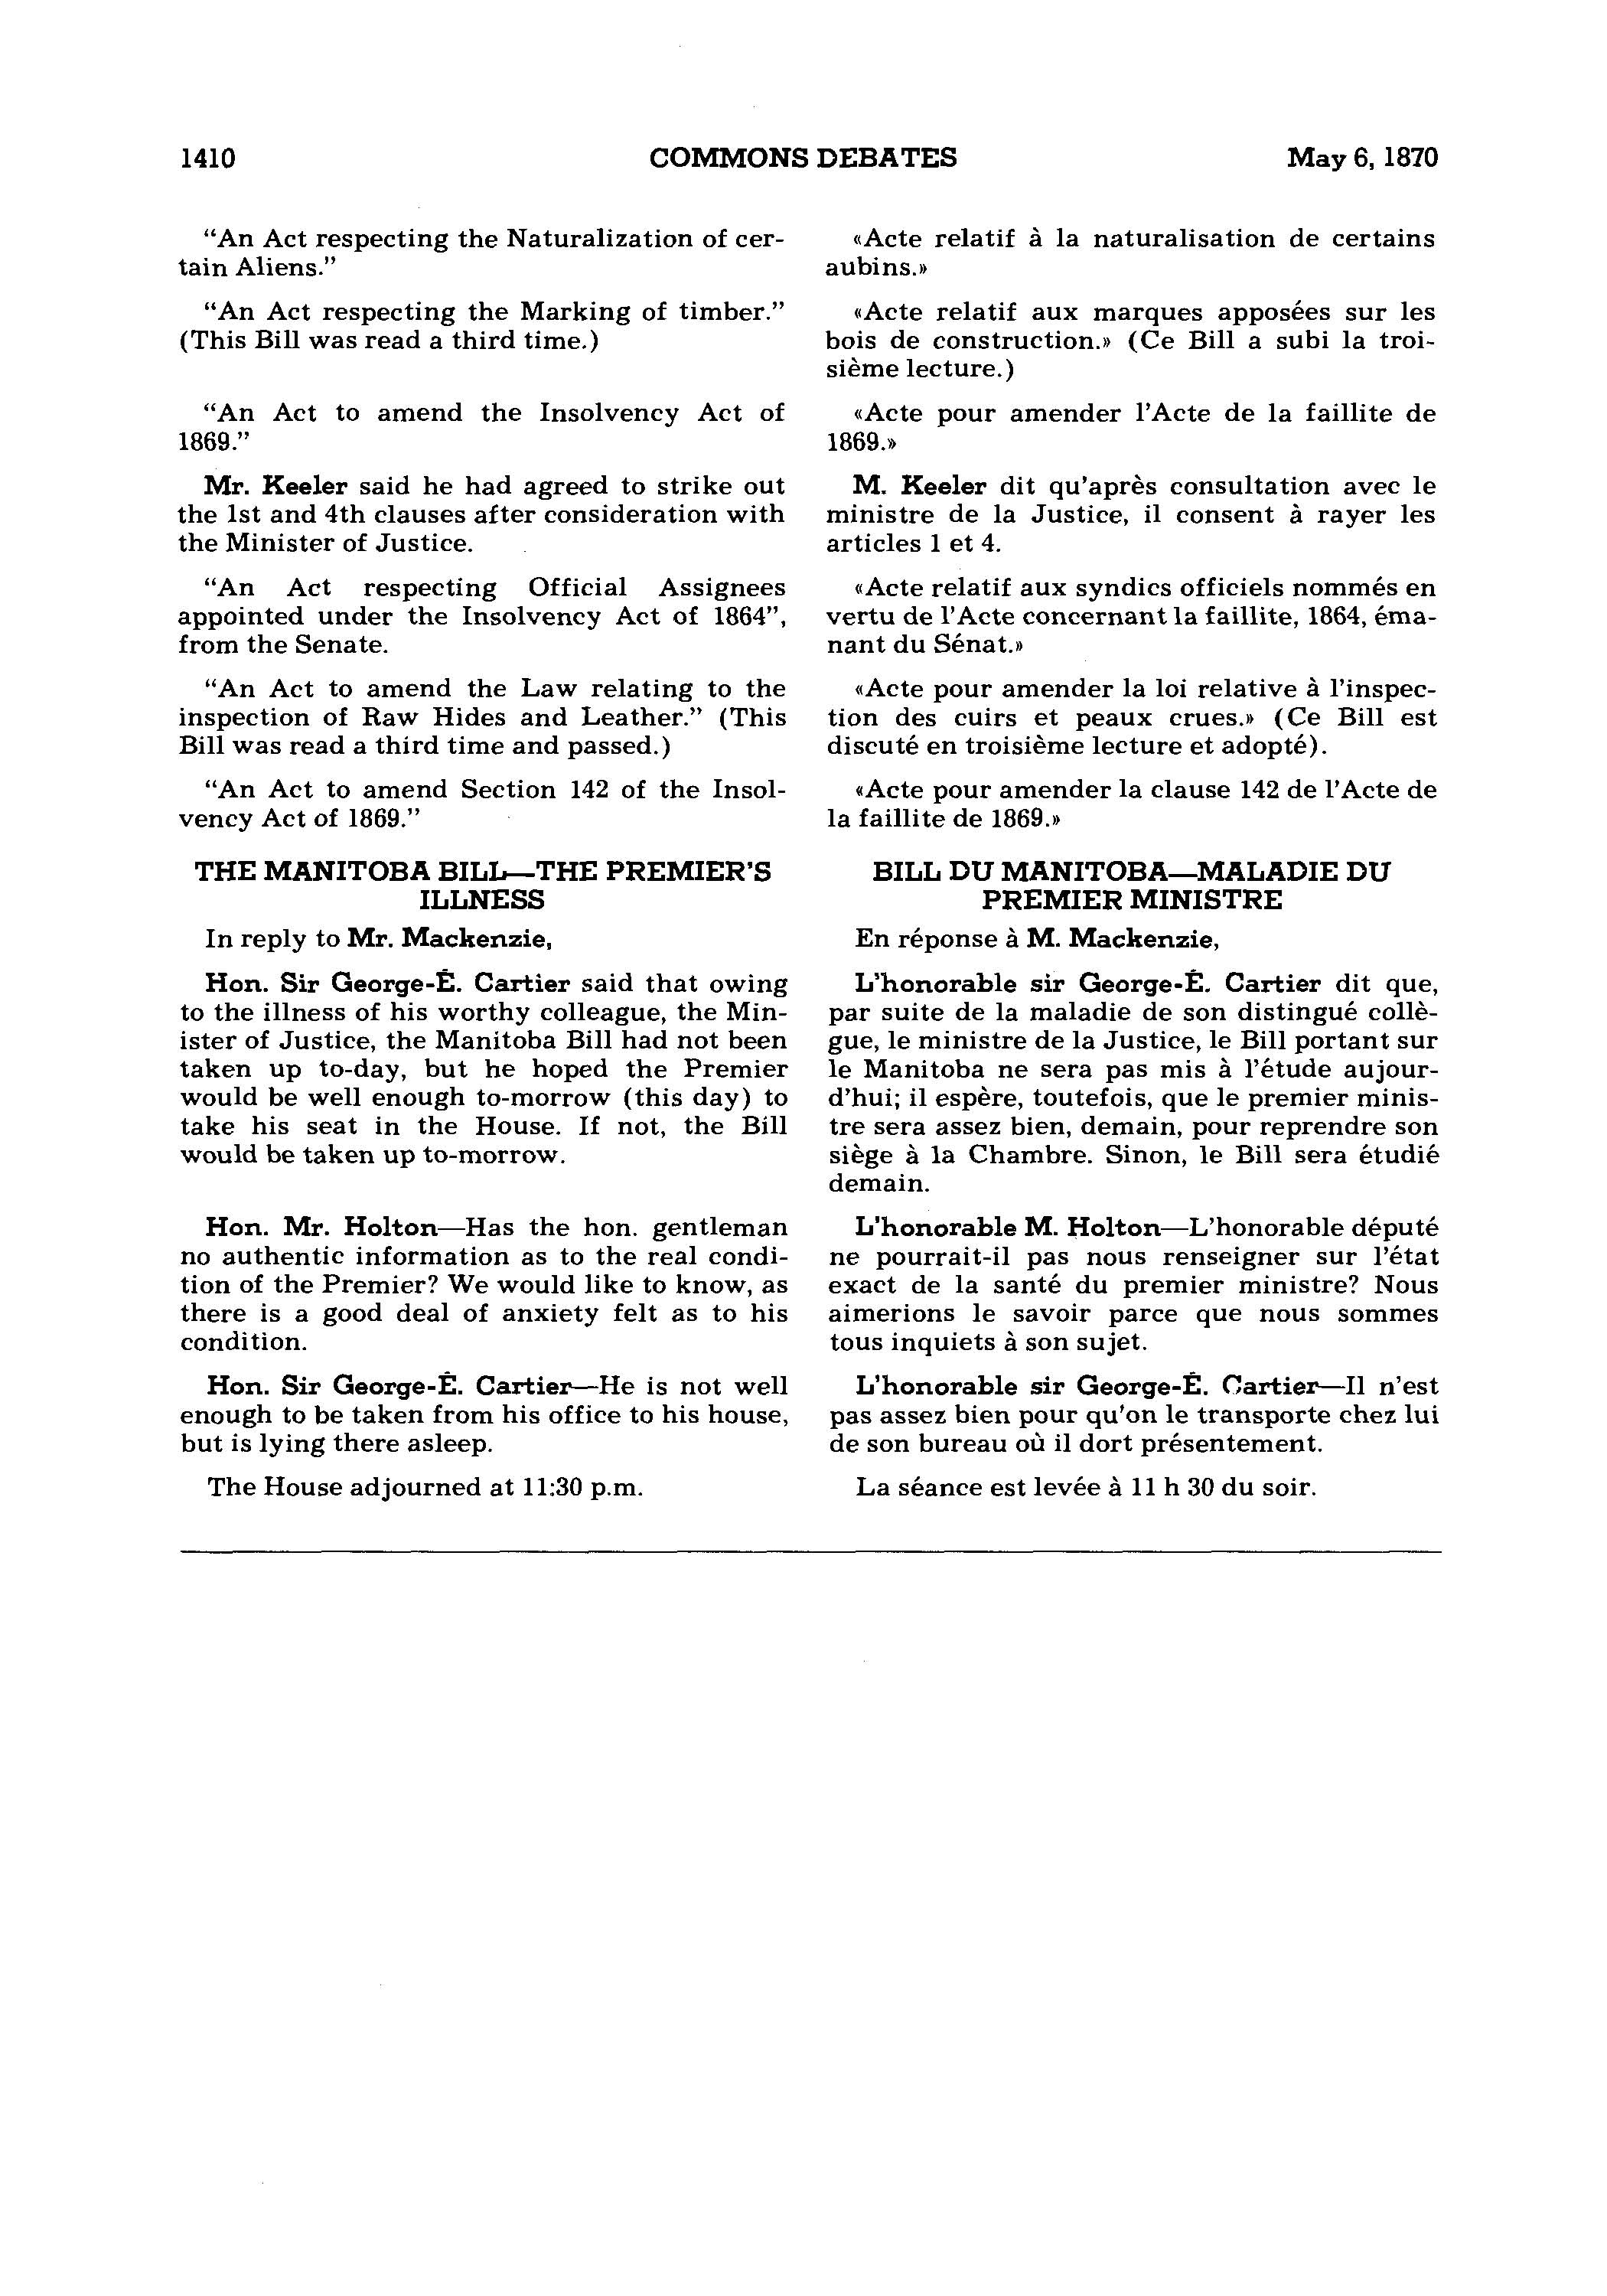 1410
COMMONS DEBATES
May 6, 1870
“An Act respecting the Naturalization of cer-
tain Aliens.”
“An Act respecting the Marking of timber.”
(This Bill was read a third time.)
“An Act to amend the Insolvency Act of
1869.”
Mr. Keeler said he had agreed to strike out
the 1st and 4th clauses after consideration with
the Minister of Justice.
“An Act respecting Official Assignees
appointed under the Insolvency Act of 1864”,
from the Senate.
“An Act to amend the Law relating to the
inspection of Raw Hides and Leather.” (This
Bill was read a third time and passed.)
“An Act to amend Section 142 of the Insol-
vency Act of 1869.”
THE MANITOBA BILL—THE PREMIER'S
ILLNESS
In reply to Mr. Mackenzie,
Hon. Sir George-É. Cartier said that owing
to the illness of his worthy colleague, the Min-
ister of Justice, the Manitoba Bill had not been
taken up to-day, but he hoped the Premier
would be well enough to-morrow (this day) to
take his seat in the House. If not, the Bill
would be taken up to-morrow.
Hon. Mr. Holton—Has the hon. gentleman
no authentic information as to the real condi-
tion of the Premier? We would like to know, as
there is a good deal of anxiety felt as to his
condition.
Hon. Sir George-É. Cartier—He is not well
enough to be taken from his office to his house,
but is lying there asleep.
The House adjourned at 11:30 p.m.
«Acte relatif à la naturalisation de certains
aubins.»
«Acte relatif aux marques apposées sur les
bois de construction.» (Ce Bill a subi la troi-
sième lecture.)
«Acte pour amender l'Acte de la faillite de
1869.»
M. Keeler dit qu'après consultation avec le
ministre de la Justice, il consent à rayer les
articles 1 et 4.
«Acte relatif aux syndics officiels nommés en
vertu de l'Acte concernant la faillite, 1864, éma-
nant du Sénat.»
«Acte pour amender la loi relative à l'inspec-
tion des cuirs et peaux crues.» (Ce Bill est
discuté en troisième lecture et adopté).
«Acte pour amender la clause 142 de l'Acte de
la faillite de 1869.»
BILL DU MANITOBA—MALADIE DU
PREMIER MINISTRE
En réponse à M. Mackenzie,
L'honorable sir George-É. Cartier dit que,
par suite de la maladie de son distingué collè-
gue, le ministre de la Justice, le Bill portant sur
le Manitoba ne sera pas mis à l'étude aujour-
d'hui; il espère, toutefois, que le premier minis-
tre sera assez bien, demain, pour reprendre son
siège à la Chambre. Sinon, le Bill sera étudié
demain.
L'honorable M. Holton—L'honorable député
ne pourrait-il pas nous renseigner sur l'état
exact de la santé du premier ministre? Nous
aimerions le savoir parce que nous sommes
tous inquiets à son sujet.
L'honorable sir George-É. Cartier—Il n'est
pas assez bien pour qu'on le transporte chez lui
de son bureau où il dort présentement.
La séance est levée à 11 h 30 du soir.